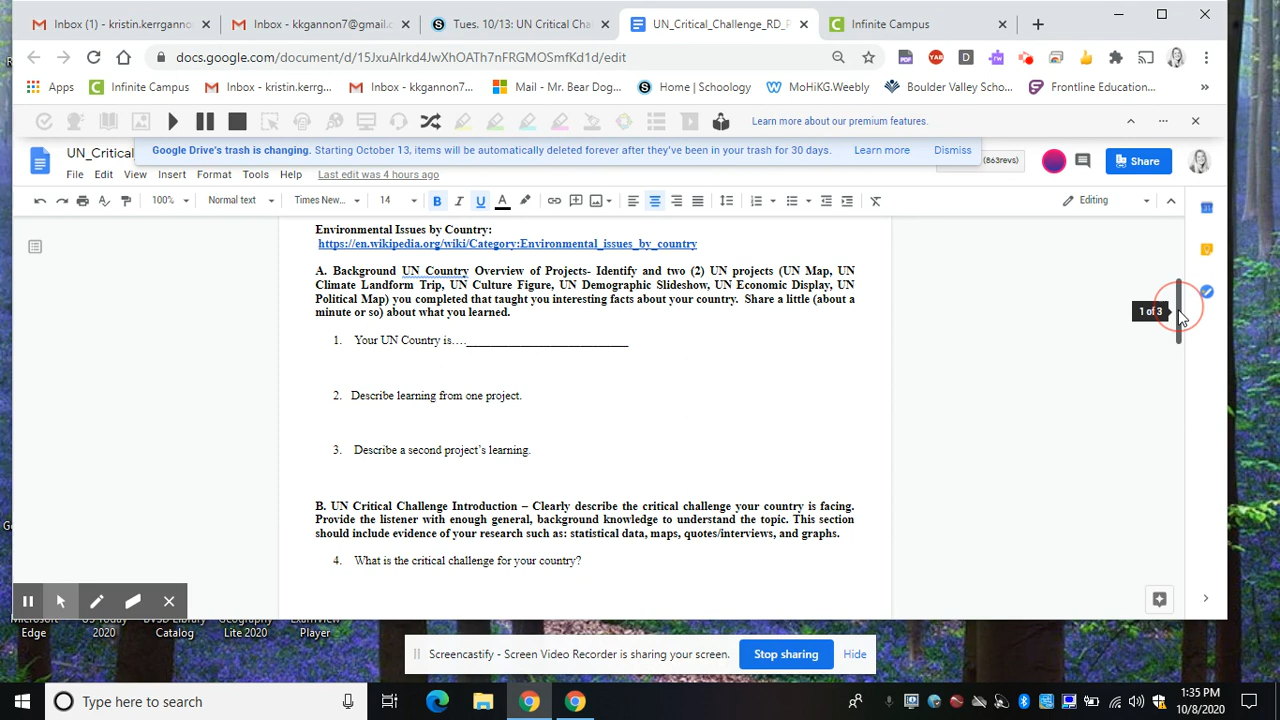 Inbox (1) - kristin.kerrgannon
Inbox - kkgannon7@gmail.c
Tues. 10/13: UN Critical Cha
UN_Critical_Challenge_RD_P
Infinite Campus
docs.google.com/document/d/
/edit
Apps
Infinite Campus
Inbox - kristin.kerrg...
Inbox - kkgannon7...
Mail - Mr. Bear Dog...
Home | Schoology
MoHiKG.Weebly
Boulder Valley Scho...
Frontline Education...
Learn more about our premium features.
UN_Critical
Google Drive's trash is changing. Starting October 13, items will be automatically deleted forever after they've been in your trash for 30 days.
Learn more
Dismiss
(863revs)
Share
File Edit View Insert Format Tools Help Last edit was 4 hours ago
100% Normal text Times New... 14 B I U A Editing
Environmental Issues by Country:
https://en.wikipedia.org/wiki/Category:Environmental_issues_by_country
A. Background UN Country Overview of Projects- Identify and two (2) UN projects (UN Map, UN
Climate Landform Trip, UN Culture Figure, UN Demographic Slideshow, UN Economic Display, UN
Political Map) you completed that taught you interesting facts about your country. Share a little (about a
minute or so) about what you learned.
1 of 3
1. Your UN Country is....___________________________
2. Describe learning from one project.
3. Describe a second project's learning.
B. UN Critical Challenge Introduction – Clearly describe the critical challenge your country is facing.
Provide the listener with enough general, background knowledge to understand the topic. This section
should include evidence of your research such as: statistical data, maps, quotes/interviews, and graphs.
4. What is the critical challenge for your country?
Microsoft
Edge
2020
Catalog
Lite 2020
Player
Screencastify - Screen Video Recorder is sharing your screen.
Stop sharing
Hide
Type here to search
1:35 PM
10/8/2020